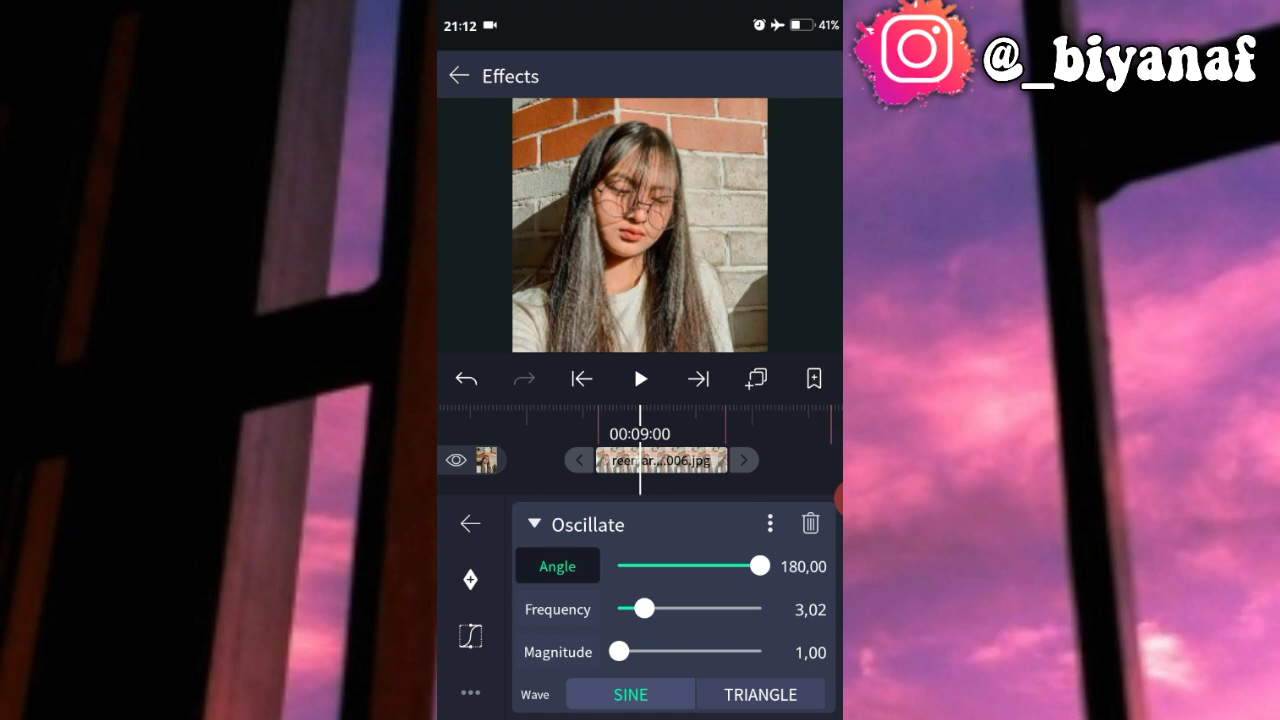 21:12
41%
@_biyanaf
Effects
00:09:00
Oscillate
Angle 180,00
Frequency 3,02
Magnitude 1,00
Wave SINE TRIANGLE